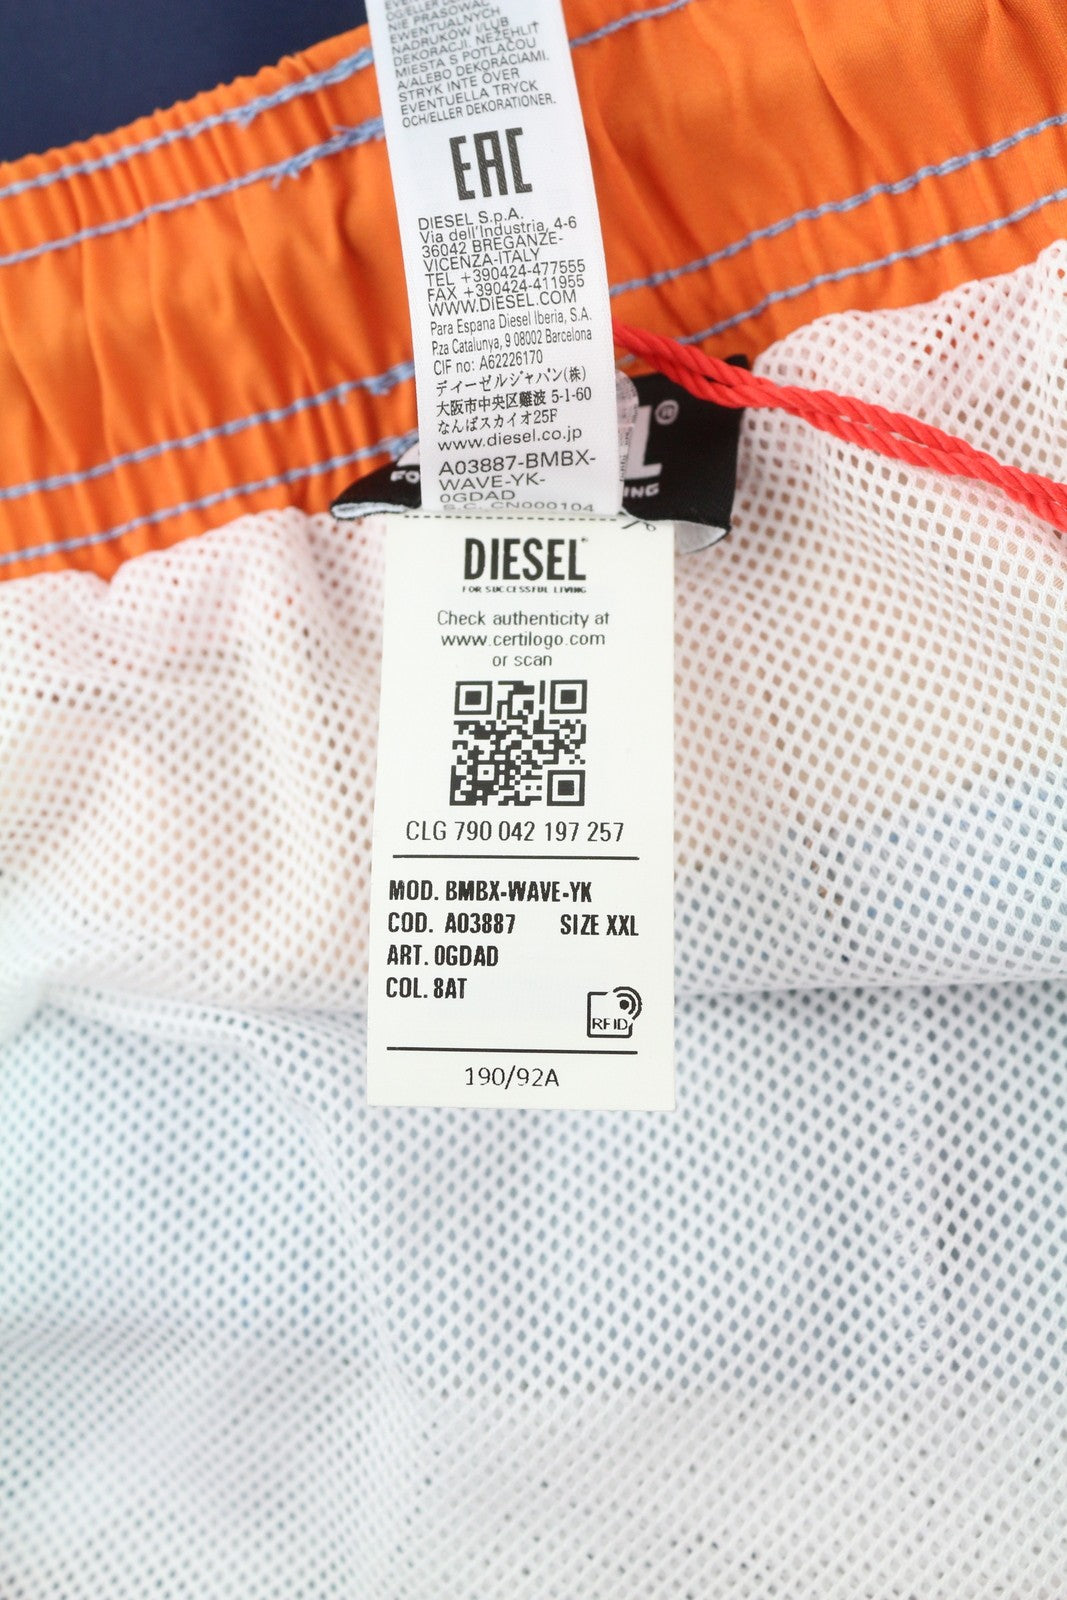 DGELLER DE
NIE PRASOWAĆ
EWENTUALNYCH
NADRUKÓW I/LUB
DEKORACJI. NEŽEHLIT
MIESTA S POTLAČOU
A/ALEBO DEKORÁCIAMI.
STRYK INTE ÖVER
EVENTUELLA TRYCK
OCH/ELLER DEKORATIONER.
EAC
DIESEL S.p.A.
Via dell'Industria, 4-6
36042 BREGANZE-
VICENZA-ITALY
TEL +390424-477555
FAX +390424-411955
WWW.DIESEL.COM
Para Espana Diesel Iberia, S.A.
P.za Catalunya, 9 08002 Barcelona
CIF no: A62226170
ディーゼルジャパン(株)
大阪市中央区難波 5-1-60
なんばスカイオ25F
www.diesel.co.jp
A03887-BMBX-
WAVE-YK-
0GDAD
S.C. CN000104
DIESEL
FOR SUCCESSFUL LIVING
Check authenticity at
www.certilogo.com
or scan
CLG 790 042 197 257
MOD. BMBX-WAVE-YK
COD. A03887 SIZE XXL
ART. 0GDAD
COL. 8AT
RFID
190/92A